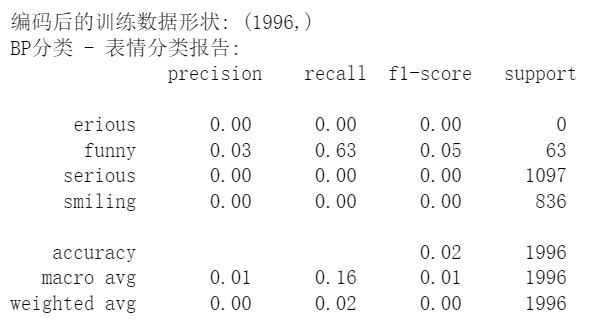 编码后的训练数据形状: (1996,)
BP分类 - 表情分类报告:
precision recall f1-score support
erious 0.00 0.00 0.00 0
funny 0.03 0.63 0.05 63
serious 0.00 0.00 0.00 1097
smiling 0.00 0.00 0.00 836
accuracy 0.02 1996
macro avg 0.01 0.16 0.01 1996
weighted avg 0.00 0.02 0.00 1996